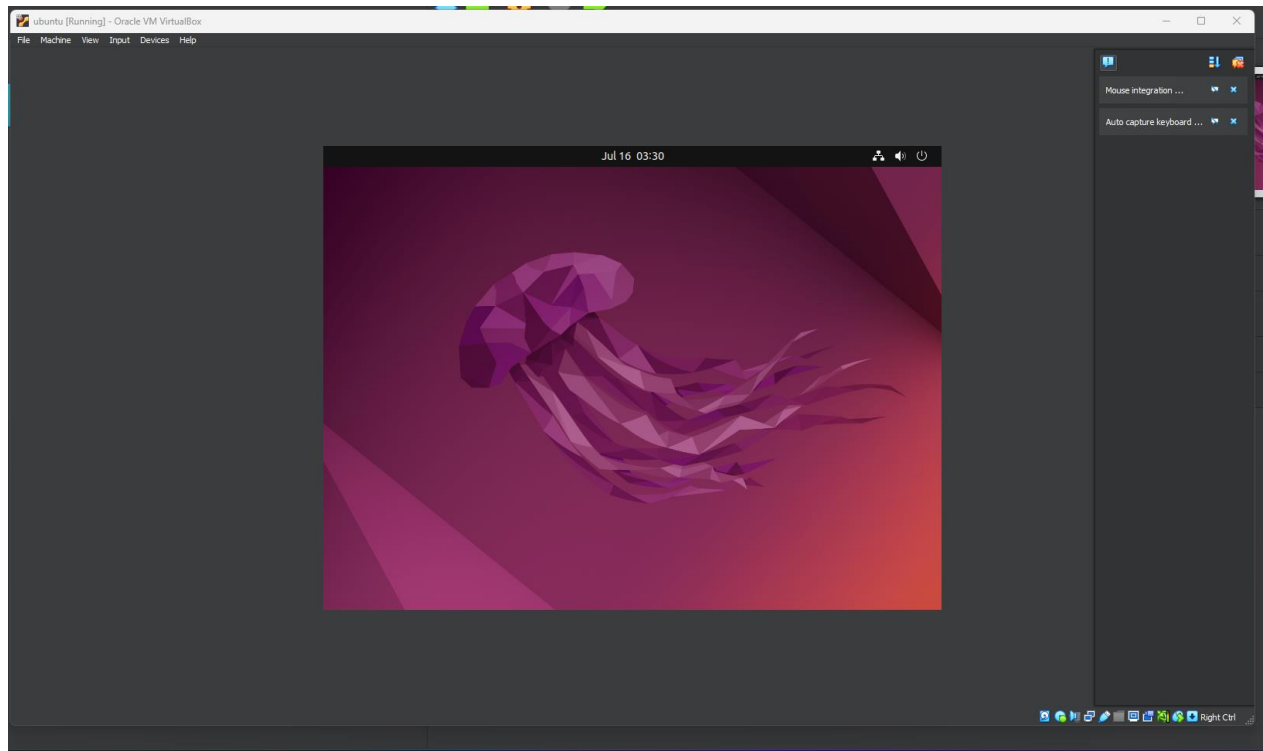 ubuntu [Running] - Oracle VM VirtualBox
File Machine View Input Devices Help
Mouse integration ...
Auto capture keyboard ...
Jul 16 03:30
Right Ctrl